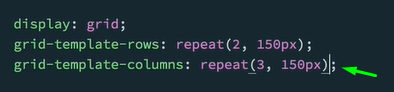 display: grid;
grid-template-rows: repeat(2, 150px);
grid-template-columns: repeat(3, 150px);